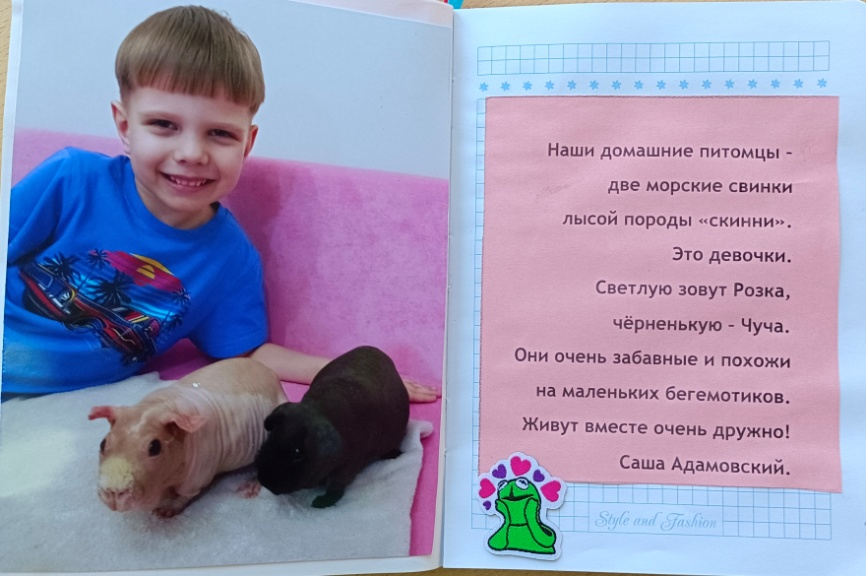 Наши домашние питомцы -
две морские свинки
лысой породы «скинни».
Это девочки.
Светлую зовут Розка,
чёрненькую - Чуча.
Они очень забавные и похожи
на маленьких бегемотиков.
Живут вместе очень дружно!
Саша Адамовский.
Style and Fashion